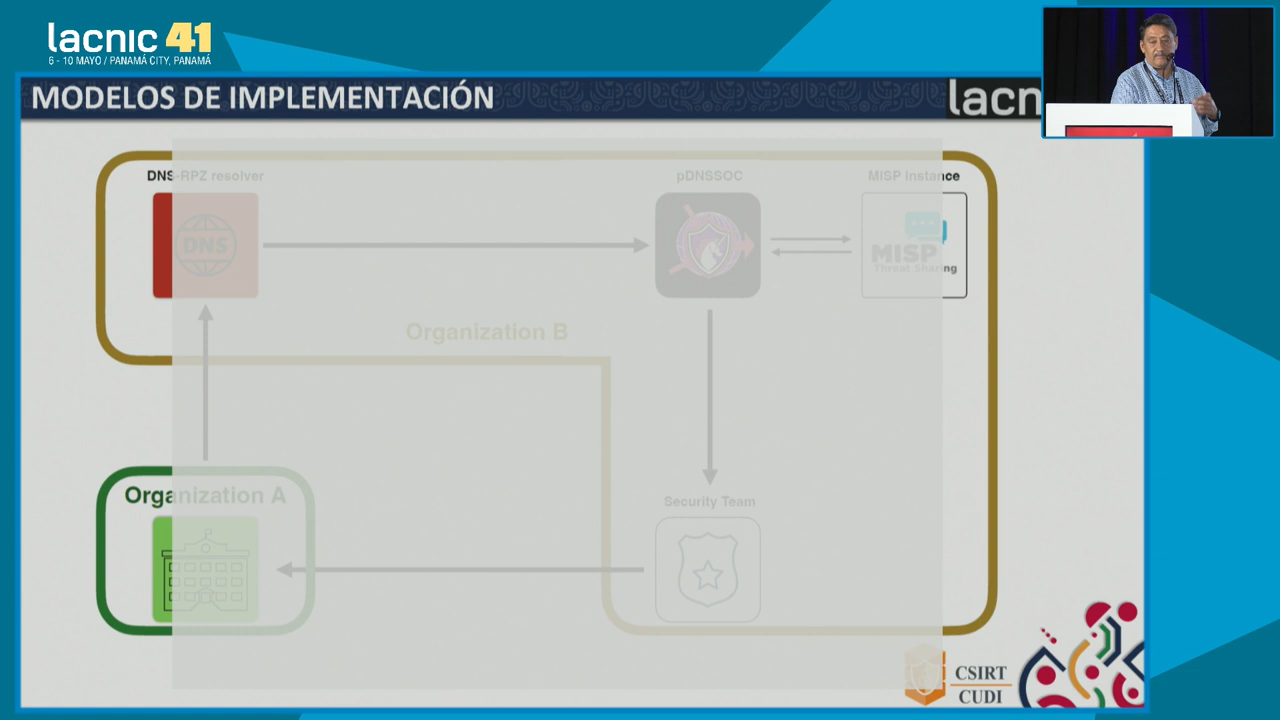 lacnic 41
6 - 10 MAYO / PANAMÁ CITY, PANAMÁ
MODELOS DE IMPLEMENTACIÓN
lacn
DNS-RPZ resolver
pDNSSOC
MISP instance
DNS
MISP
Threat Sharing
Organization B
Organization A
Security Team
CSIRT
CUDI